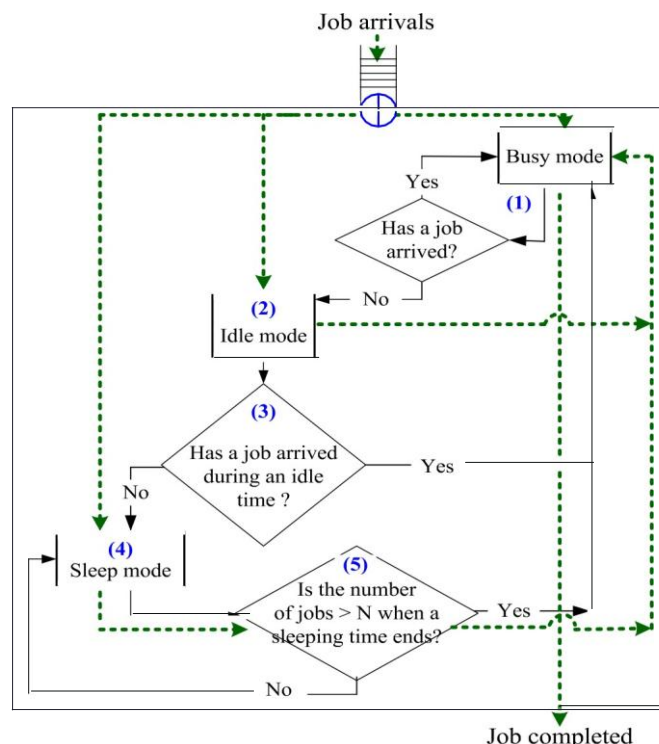 Job arrivals
Busy mode
Yes
(1)
Has a job
arrived?
No
(2)
Idle mode
(3)
Has a job arrived
during an idle
time ?
Yes
No
(4)
Sleep mode
(5)
Is the number
of jobs > N when a
sleeping time ends?
Yes
No
Job completed